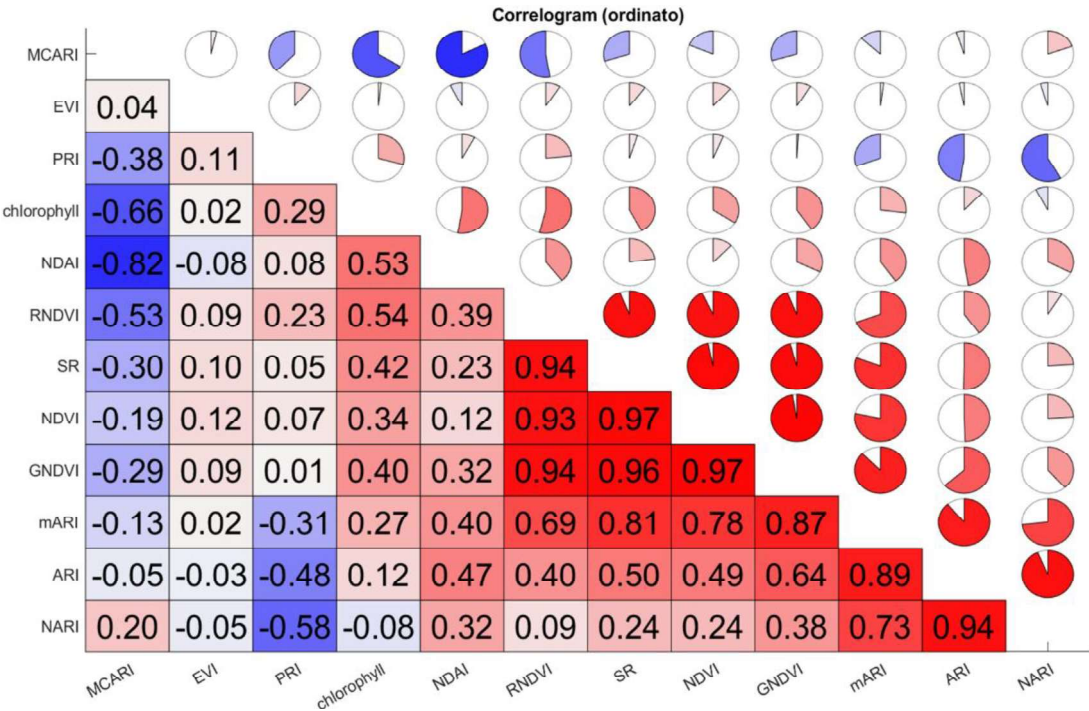 Correlogram (ordinato)
MCARI
EVI 0.04
PRI -0.38 0.11
chlorophyll -0.66 0.02 0.29
NDAI -0.82 -0.08 0.08 0.53
RNDVI -0.53 0.09 0.23 0.54 0.39
SR -0.30 0.10 0.05 0.42 0.23 0.94
NDVI -0.19 0.12 0.07 0.34 0.12 0.93 0.97
GNDVI -0.29 0.09 0.01 0.40 0.32 0.94 0.96 0.97
mARI -0.13 0.02 -0.31 0.27 0.40 0.69 0.81 0.78 0.87
ARI -0.05 -0.03 -0.48 0.12 0.47 0.40 0.50 0.49 0.64 0.89
NARI 0.20 -0.05 -0.58 -0.08 0.32 0.09 0.24 0.24 0.38 0.73 0.94
MCARI EVI PRI chlorophyll NDAI RNDVI SR NDVI GNDVI mARI ARI NARI